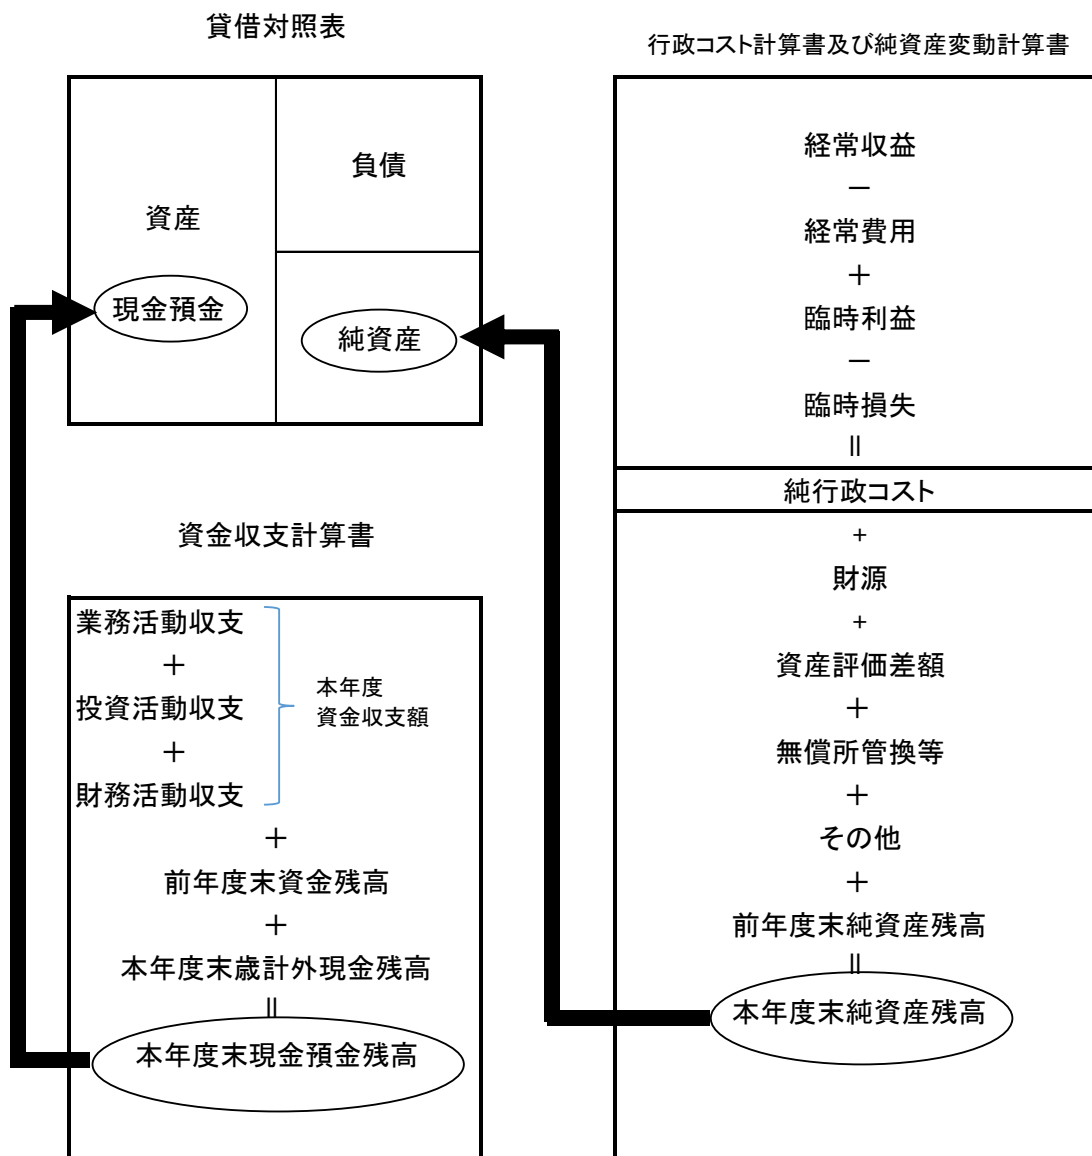 貸借対照表
資産
現金預金
負債
純資産
資金収支計算書
業務活動収支
＋
投資活動収支
＋
財務活動収支
本年度
資金収支額
＋
前年度末資金残高
＋
本年度末歳計外現金残高
＝
本年度末現金預金残高
行政コスト計算書及び純資産変動計算書
経常収益
－
経常費用
＋
臨時利益
－
臨時損失
＝
純行政コスト
+
財源
+
資産評価差額
＋
無償所管換等
＋
その他
＋
前年度末純資産残高
＝
本年度末純資産残高